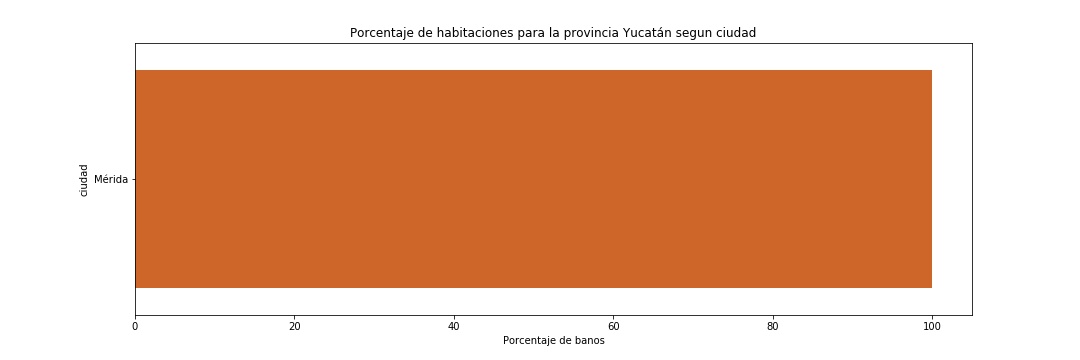 Porcentaje de habitaciones para la provincia Yucatán segun ciudad
ciudad
Mérida
0 20 40 60 80 100
Porcentaje de banos